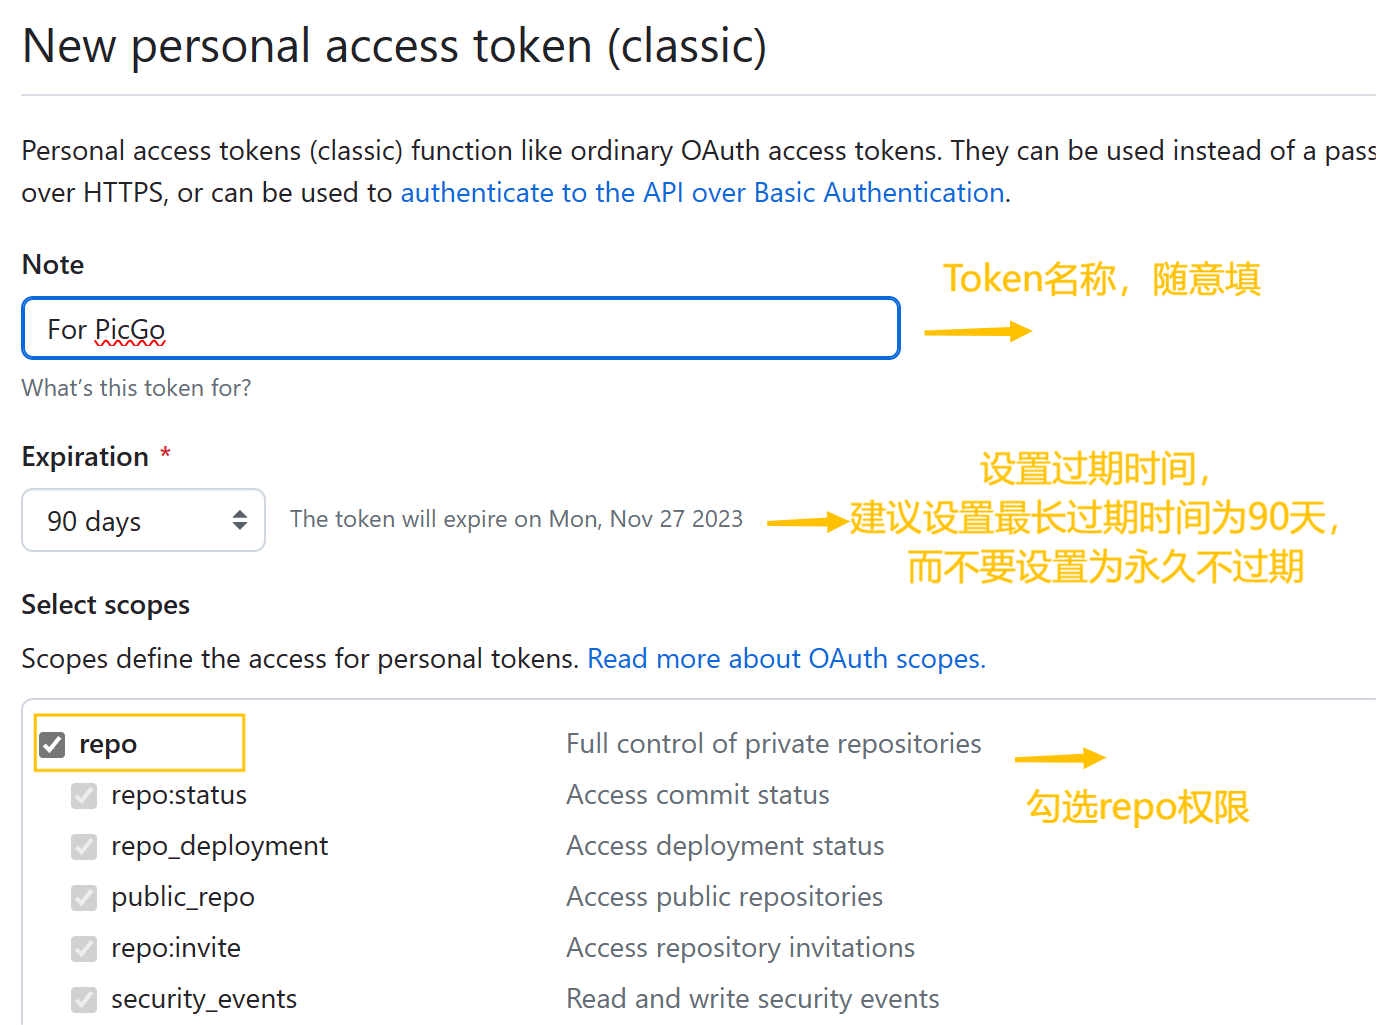 New personal access token (classic)
Personal access tokens (classic) function like ordinary OAuth access tokens. They can be used instead of a pass
over HTTPS, or can be used to authenticate to the API over Basic Authentication.
Note
Token名称，随意填
For PicGo
What's this token for?
Expiration *
设置过期时间，
90 days
The token will expire on Mon, Nov 27 2023
建议设置最长过期时间为90天，
而不要设置为永久不过期
Select scopes
Scopes define the access for personal tokens. Read more about OAuth scopes.
repo Full control of private repositories
repo:status Access commit status
勾选repo权限
repo_deployment Access deployment status
public_repo Access public repositories
repo:invite Access repository invitations
security_events Read and write security events